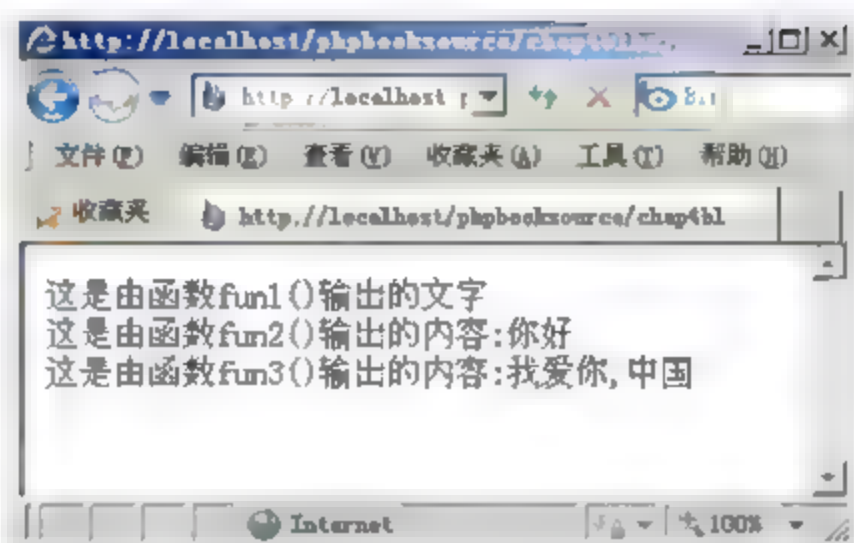 http://localhost/phpbooksource/chap4
http://localhost
文件(F) 编辑(E) 查看(V) 收藏夹(A) 工具(T) 帮助(H)
收藏夹 http://localhost/phpbooksource/chap4bl
这是由函数fun1()输出的文字
这是由函数fun2()输出的内容:你好
这是由函数fun3()输出的内容:我爱你,中国
Internet 100%